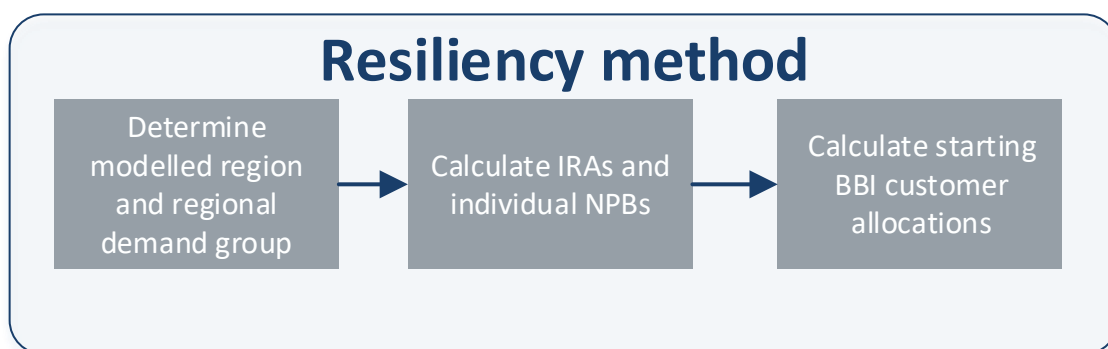 Resiliency method
Determine
modelled region
and regional
demand group
Calculate IRAs and
individual NPBs
Calculate starting
BBI customer
allocations